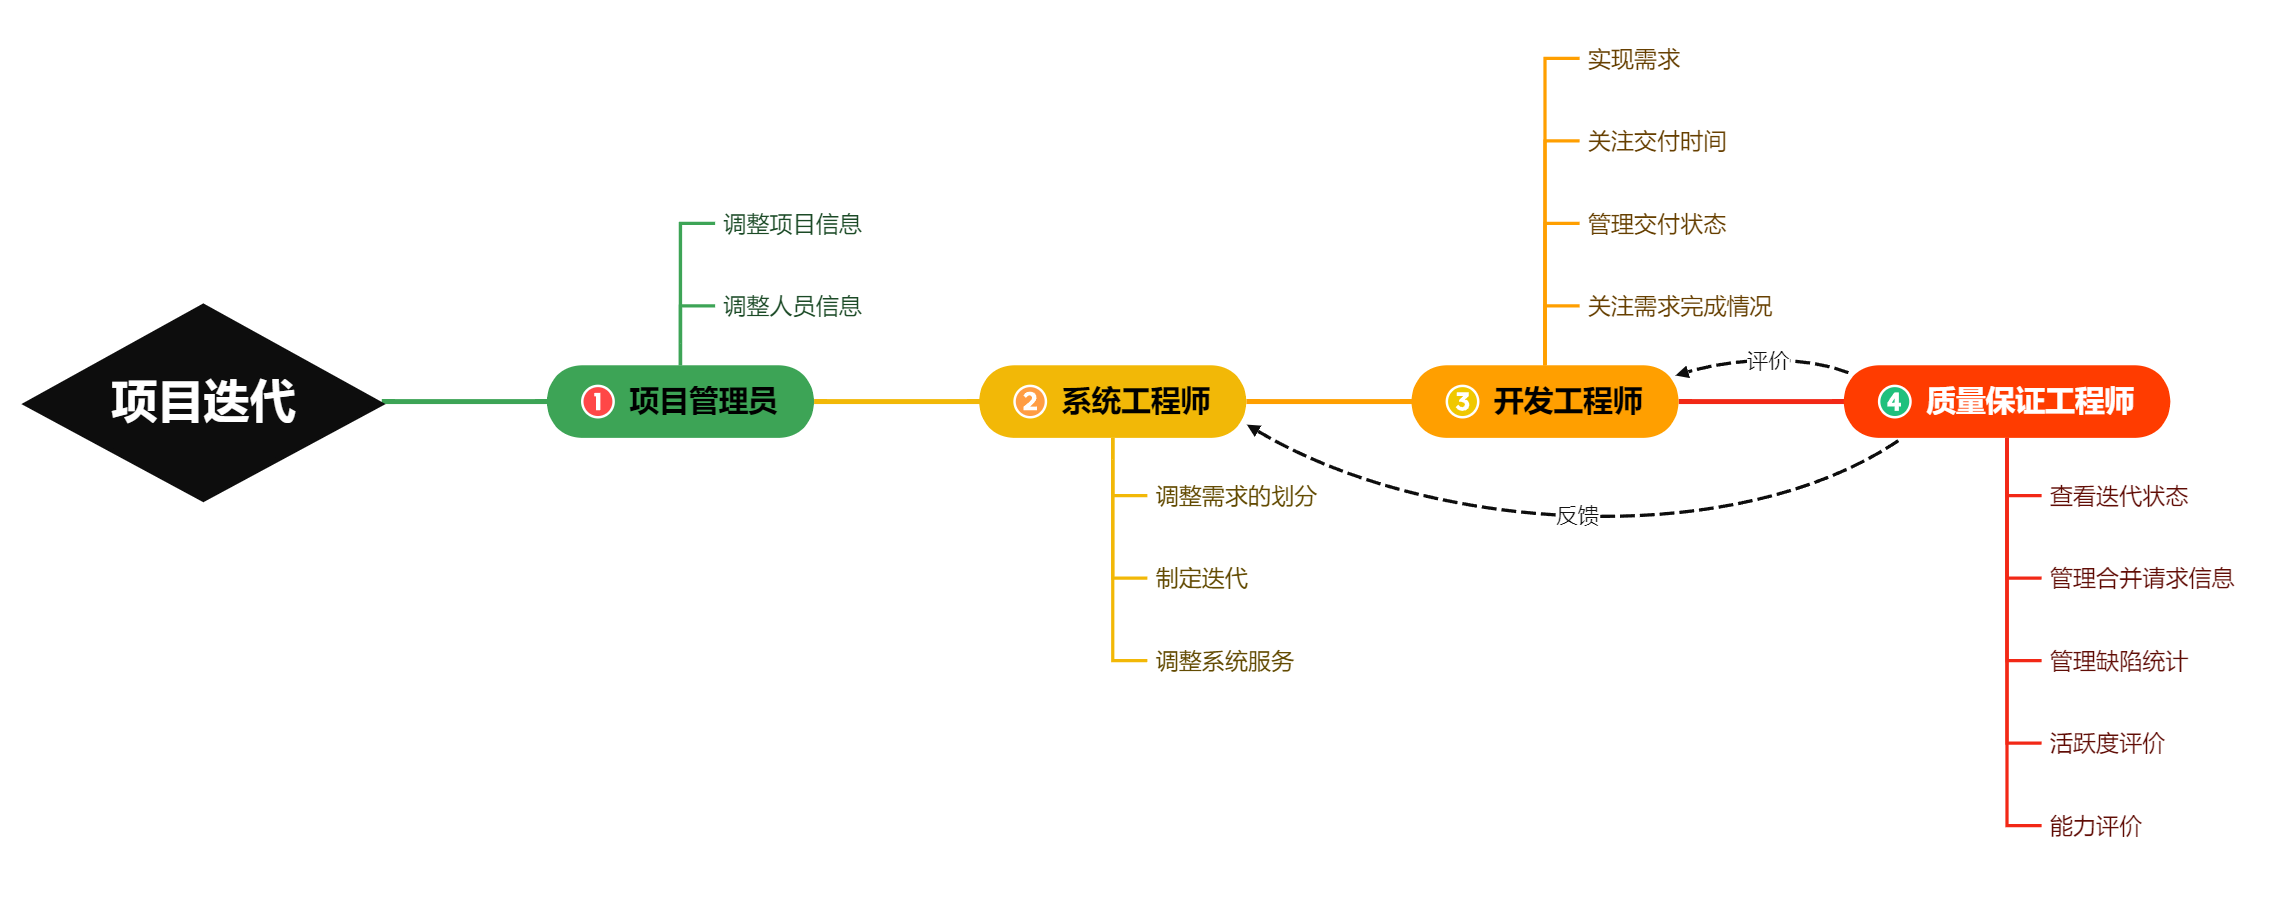 项目迭代
1 项目管理员
调整项目信息
调整人员信息
2 系统工程师
调整需求的划分
制定迭代
调整系统服务
3 开发工程师
实现需求
关注交付时间
管理交付状态
关注需求完成情况
评价
反馈
4 质量保证工程师
查看迭代状态
管理合并请求信息
管理缺陷统计
活跃度评价
能力评价